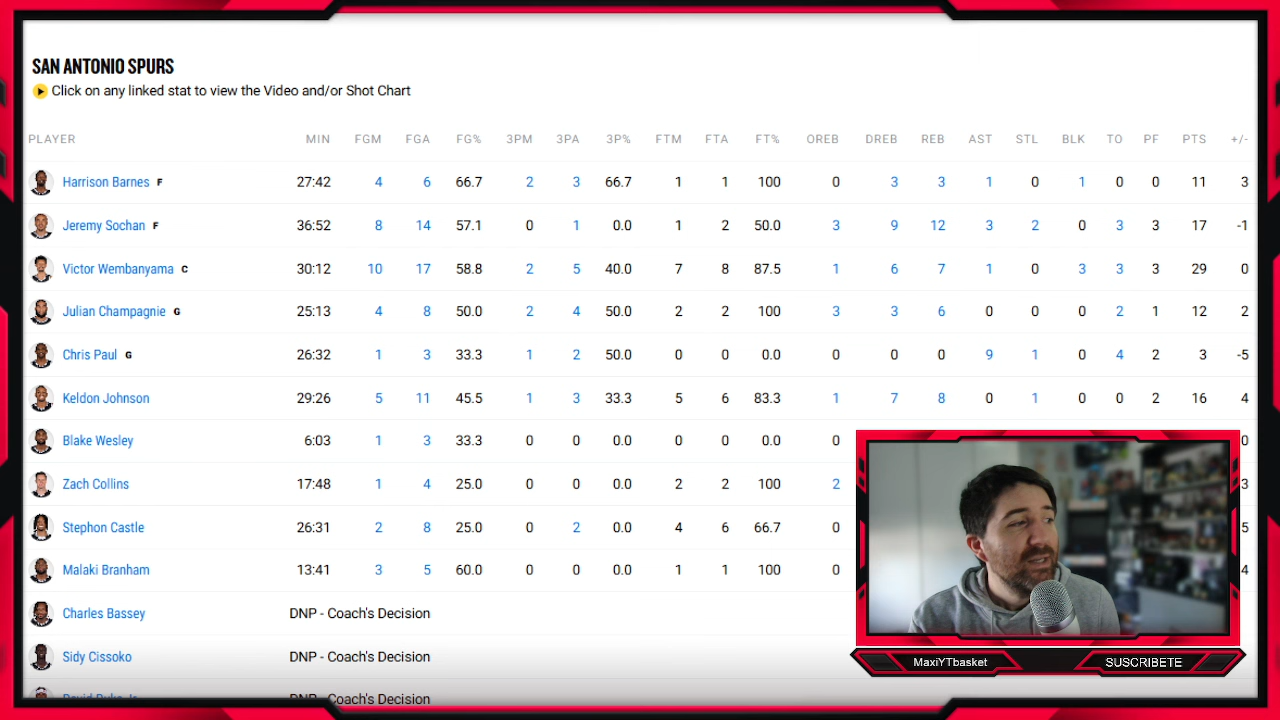 SAN ANTONIO SPURS
Click on any linked stat to view the Video and/or Shot Chart
PLAYER MIN FGM FGA FG% 3PM 3PA 3P% FTM FTA FT% OREB DREB REB AST STL BLK TO PF PTS +/-
Harrison Barnes F 27:42 4 6 66.7 2 3 66.7 1 1 100 0 3 3 1 0 1 0 0 11 3
Jeremy Sochan F 36:52 8 14 57.1 0 1 0.0 1 2 50.0 3 9 12 3 2 0 3 3 17 -1
Victor Wembanyama C 30:12 10 17 58.8 2 5 40.0 7 8 87.5 1 6 7 1 0 3 3 3 29 0
Julian Champagnie G 25:13 4 8 50.0 2 4 50.0 2 2 100 3 3 6 0 0 0 2 1 12 2
Chris Paul G 26:32 1 3 33.3 1 2 50.0 0 0 0.0 0 0 0 9 1 0 4 2 3 -5
Keldon Johnson 29:26 5 11 45.5 1 3 33.3 5 6 83.3 1 7 8 0 1 0 0 2 16 4
Blake Wesley 6:03 1 3 33.3 0 0 0.0 0 0 0.0 0 0
Zach Collins 17:48 1 4 25.0 0 0 0.0 2 2 100 2 3
Stephon Castle 26:31 2 8 25.0 0 2 0.0 4 6 66.7 0 5
Malaki Branham 13:41 3 5 60.0 0 0 0.0 1 1 100 0 4
Charles Bassey DNP - Coach's Decision
Sidy Cissoko DNP - Coach's Decision
David Duke Jr. DNP - Coach's Decision
MaxiYTbasket SUSCRIBETE